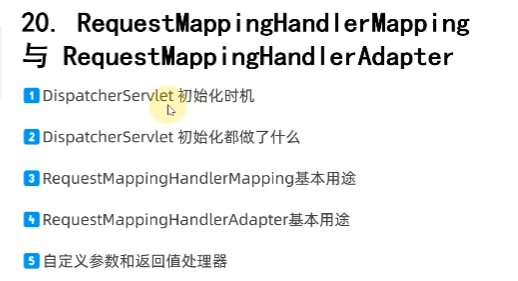 20. RequestMappingHandlerMapping
与 RequestMappingHandlerAdapter
1 DispatcherServlet 初始化时机
2 DispatcherServlet 初始化都做了什么
3 RequestMappingHandlerMapping基本用途
4 RequestMappingHandlerAdapter基本用途
5 自定义参数和返回值处理器